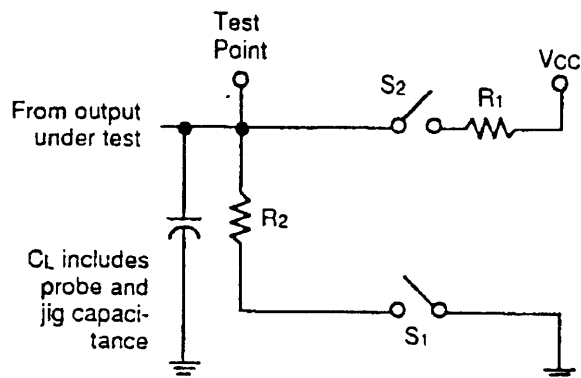 Test
Point
From output
under test
S2
R1
VCC
R2
CL includes
probe and
jig capaci-
tance
S1